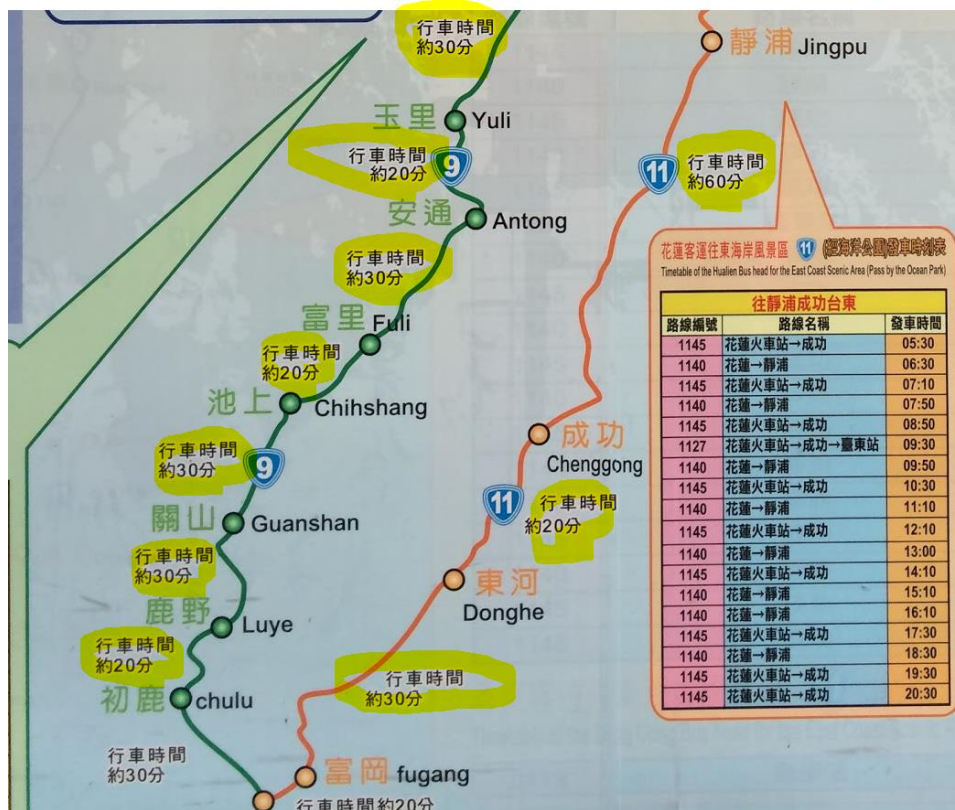 行車時間
約30分
靜浦 Jingpu
玉里 Yuli
行車時間
約20分
9
11
行車時間
約60分
安通 Antong
行車時間
約30分
富里 Fuli
行車時間
約20分
池上 Chihshang
行車時間
約30分
9
成功
Chenggong
11
行車時間
約20分
關山 Guanshan
行車時間
約30分
東河
Donghe
鹿野 Luye
行車時間
約20分
行車時間
約30分
初鹿 chulu
行車時間
約30分
富岡 fugang
行車時間約20分
花蓮客運往東海岸風景區 11 (經海洋公園)發車時刻表
Timetable of the Hualien Bus head for the East Coast Scenic Area (Pass by the Ocean Park)
往靜浦成功台東
路線編號 路線名稱 發車時間
1145 花蓮火車站→成功 05:30
1140 花蓮→靜浦 06:30
1145 花蓮火車站→成功 07:10
1140 花蓮→靜浦 07:50
1145 花蓮火車站→成功 08:50
1127 花蓮火車站→成功→臺東站 09:30
1140 花蓮→靜浦 09:50
1145 花蓮火車站→成功 10:30
1140 花蓮→靜浦 11:10
1145 花蓮火車站→成功 12:10
1140 花蓮→靜浦 13:00
1145 花蓮火車站→成功 14:10
1140 花蓮→靜浦 15:10
1140 花蓮→靜浦 16:10
1145 花蓮火車站→成功 17:30
1140 花蓮→靜浦 18:30
1145 花蓮火車站→成功 19:30
1145 花蓮火車站→成功 20:30